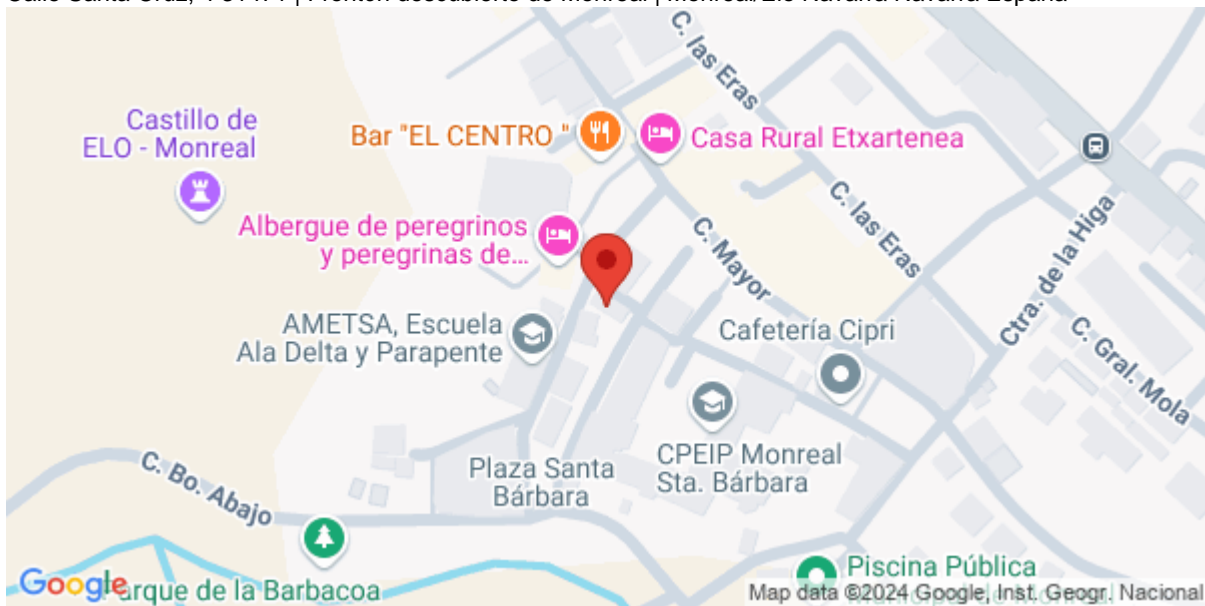 C. las Eras
Castillo de
ELO - Monreal
Bar "EL CENTRO "
Casa Rural Etxartenea
C. las Eras
Albergue de peregrinos
y peregrinas de...
C. Mayor
Ctra. de la Higa
AMETSA, Escuela
Ala Delta y Parapente
Cafetería Cipri
C. Gral. Mola
CPEIP Monreal
Sta. Bárbara
Plaza Santa
Bárbara
C. Bo. Abajo
Piscina Pública
Google
arque de la Barbacoa
Map data ©2024 Google, Inst. Geogr. Nacional